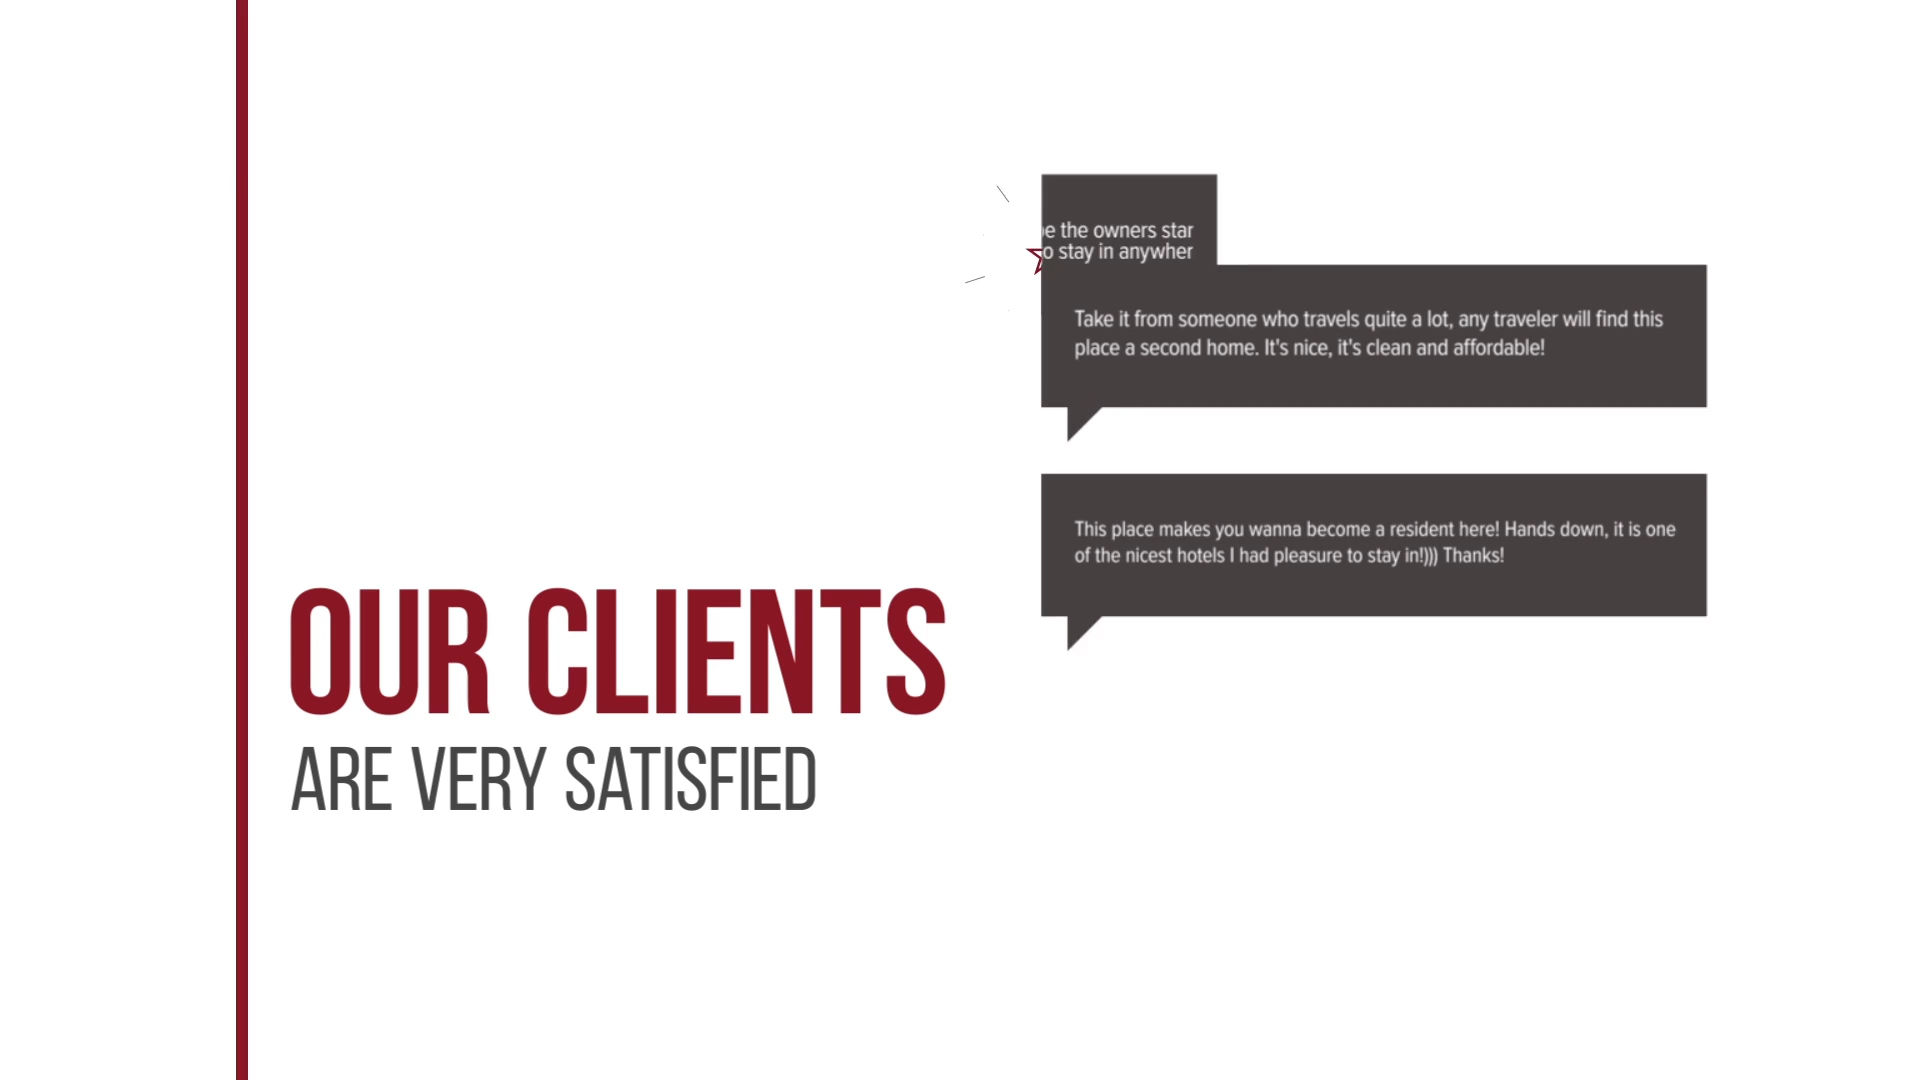 the owners star
stay in anywher
Take it from someone who travels quite a lot, any traveler will find this
place a second home. It's nice, it's clean and affordable!
This place makes you wanna become a resident here! Hands down, it is one
of the nicest hotels I had pleasure to stay in!))) Thanks!
OUR CLIENTS
ARE VERY SATISFIED